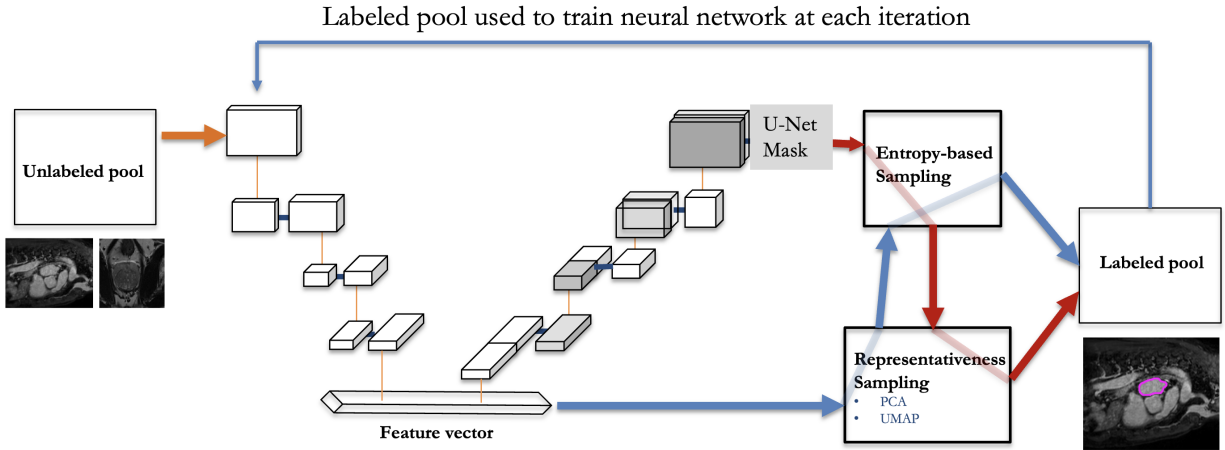 Labeled pool used to train neural network at each iteration
Unlabeled pool
U-Net
Mask
Entropy-based
Sampling
Labeled pool
Representativeness
Sampling
• PCA
• UMAP
Feature vector